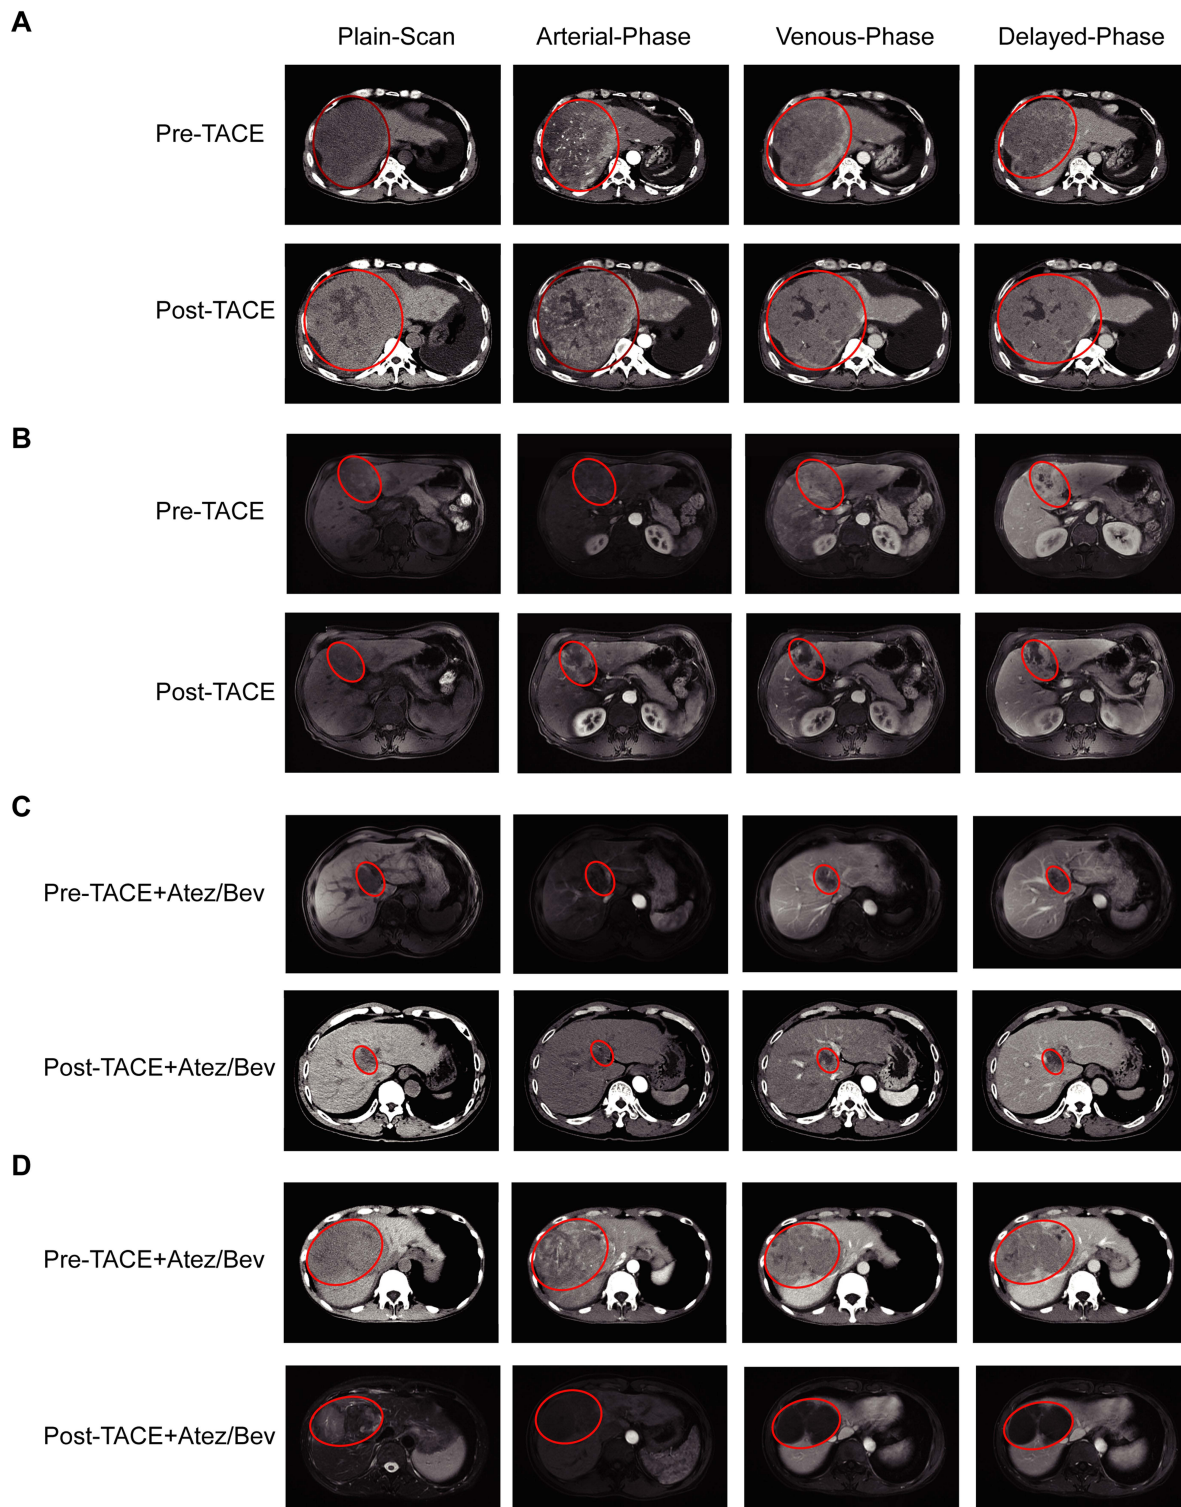 A
Plain-Scan Arterial-Phase Venous-Phase Delayed-Phase
Pre-TACE
Post-TACE
B
Pre-TACE
Post-TACE
C
Pre-TACE+Atez/Bev
Post-TACE+Atez/Bev
D
Pre-TACE+Atez/Bev
Post-TACE+Atez/Bev